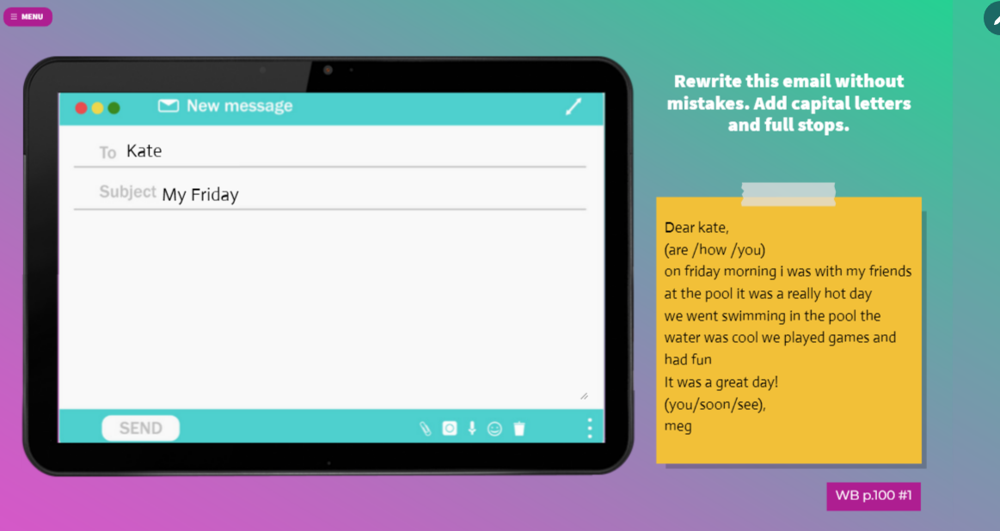 MENU
New message
To Kate
Subject My Friday
SEND
Rewrite this email without
mistakes. Add capital letters
and full stops.
Dear kate,
(are /how /you)
on friday morning i was with my friends
at the pool it was a really hot day
we went swimming in the pool the
water was cool we played games and
had fun
It was a great day!
(you/soon/see),
meg
WB p.100 #1